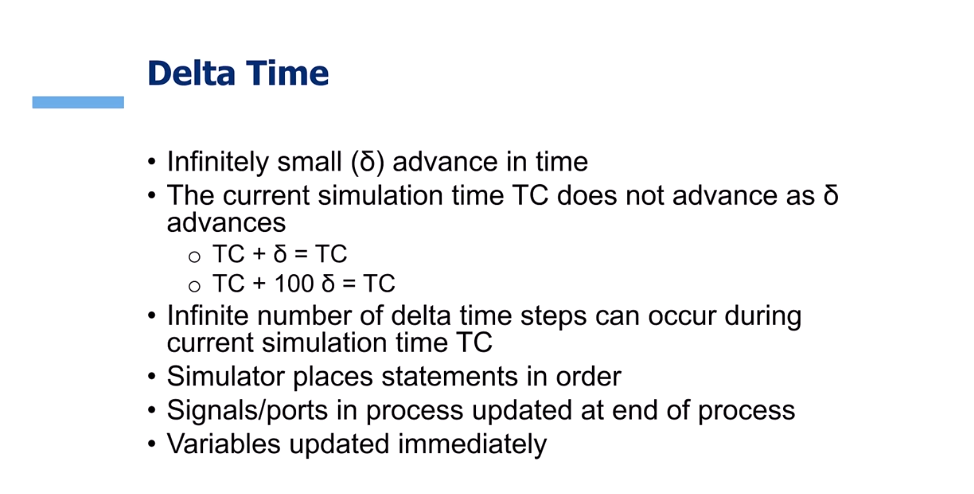 Delta Time
• Infinitely small (δ) advance in time
• The current simulation time TC does not advance as δ
advances
o TC + δ = TC
o TC + 100 δ = TC
• Infinite number of delta time steps can occur during
current simulation time TC
• Simulator places statements in order
• Signals/ports in process updated at end of process
• Variables updated immediately